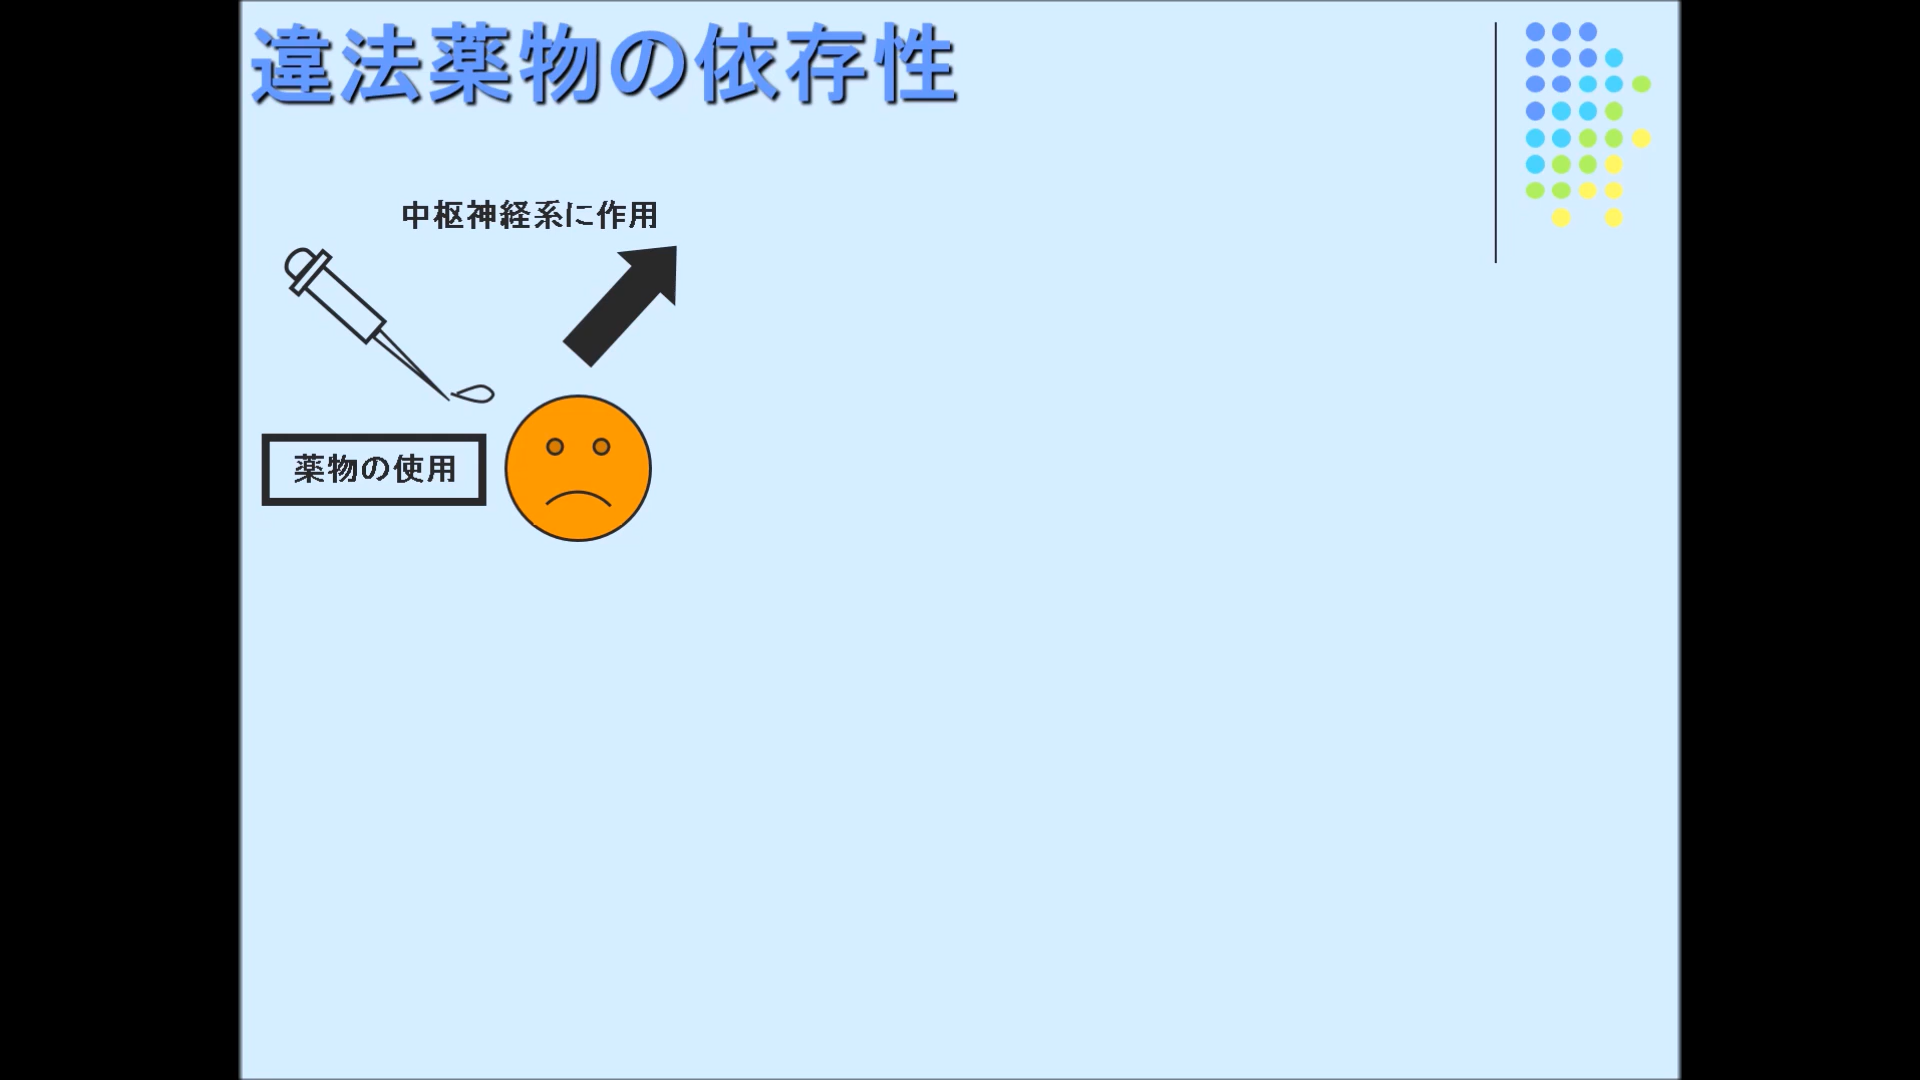 違法薬物の依存性
中枢神経系に作用
薬物の使用